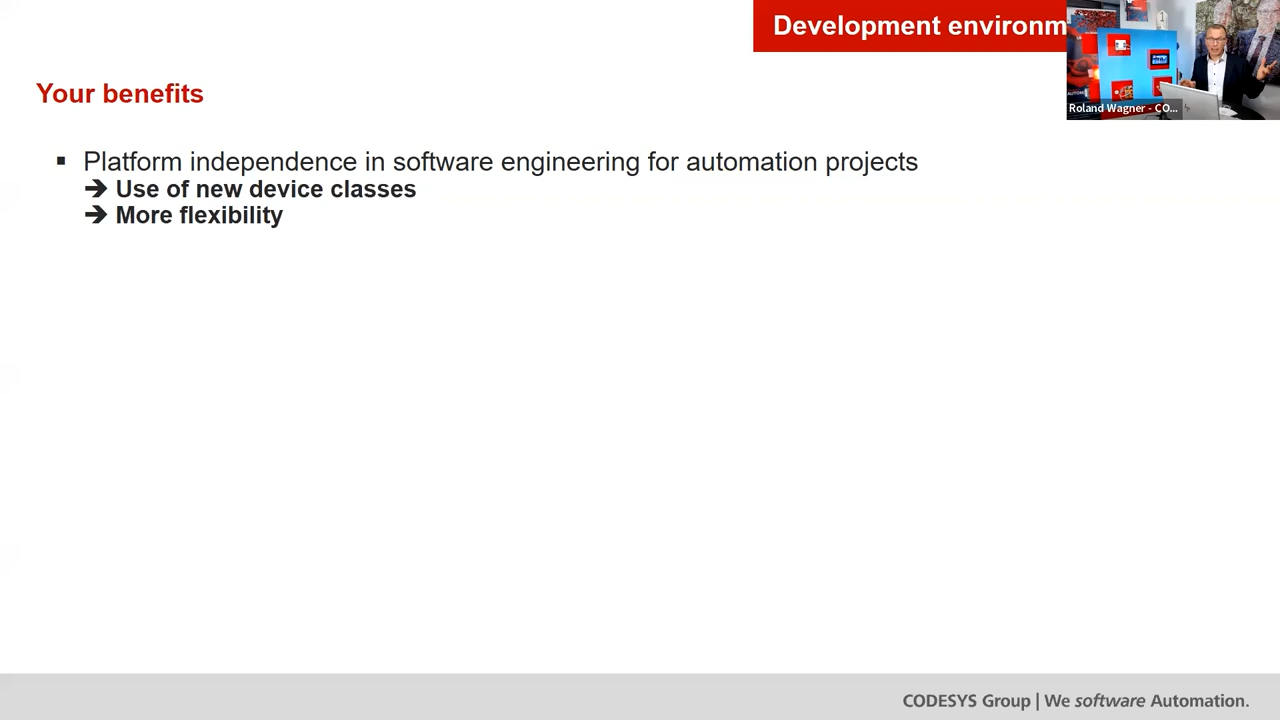 Development environm
Roland Wagner - CO...
Your benefits
▪ Platform independence in software engineering for automation projects
➔ Use of new device classes
➔ More flexibility
CODESYS Group | We software Automation.